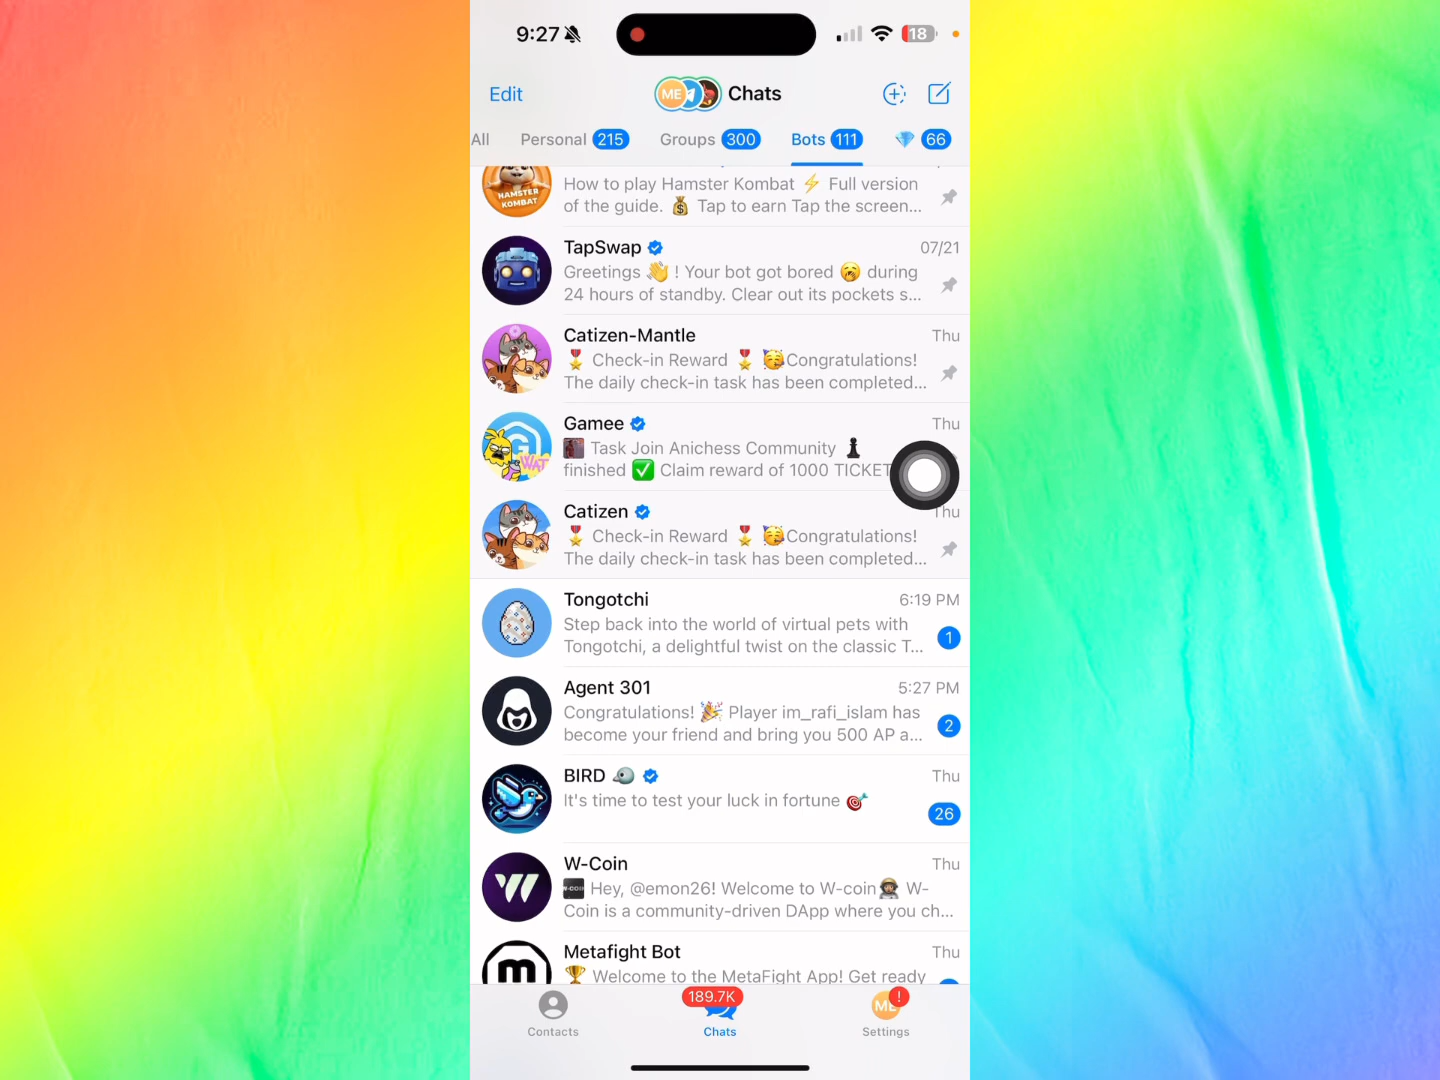 9:27
18
Edit
ME
Chats
All
Personal 215
Groups 300
Bots 111
66
HAMSTER
KOMBAT
How to play Hamster Kombat ⚡ Full version
of the guide. 💰 Tap to earn Tap the screen...
TapSwap
07/21
Greetings 👋 ! Your bot got bored 🥱 during
24 hours of standby. Clear out its pockets s...
Catizen-Mantle
Thu
🎖️ Check-in Reward 🎖️ 🥳Congratulations!
The daily check-in task has been completed...
Gamee
Thu
G
WAT
Task Join Anichess Community ♟️
finished ✅ Claim reward of 1000 TICKET
Catizen
Thu
🎖️ Check-in Reward 🎖️ 🥳Congratulations!
The daily check-in task has been completed...
Tongotchi
6:19 PM
Step back into the world of virtual pets with
Tongotchi, a delightful twist on the classic T...
1
Agent 301
5:27 PM
Congratulations! 🎉 Player im_rafi_islam has
become your friend and bring you 500 AP a...
2
BIRD
Thu
It's time to test your luck in fortune 🎯
26
W-Coin
Thu
W-COIN Hey, @emon26! Welcome to W-coin👩🏽‍🚀 W-
Coin is a community-driven DApp where you ch...
Metafight Bot
Thu
m
🏆 Welcome to the MetaFight App! Get ready
189.7K
ME
!
Contacts
Chats
Settings